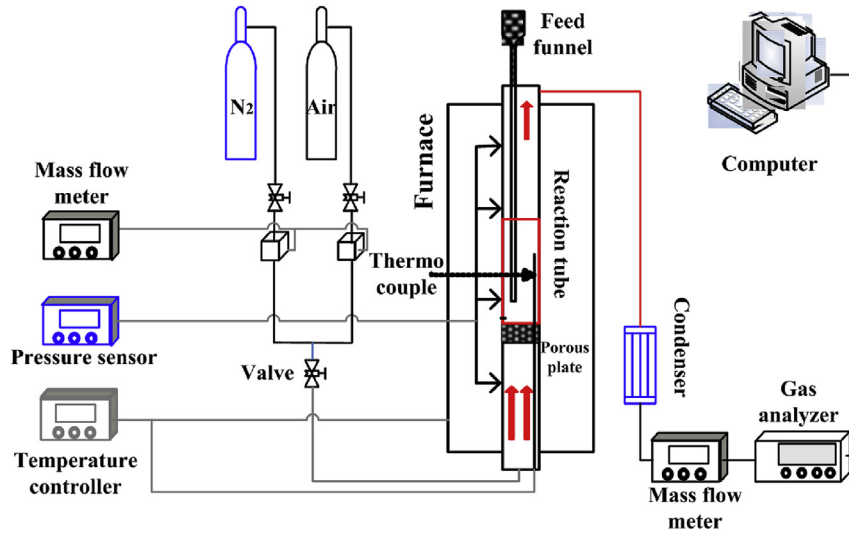 Feed
funnel
N2
Air
Computer
Mass flow
meter
Furnace
Reaction tube
Thermo
couple
Pressure sensor
Valve
Porous
plate
Condenser
Gas
analyzer
Temperature
controller
Mass flow
meter